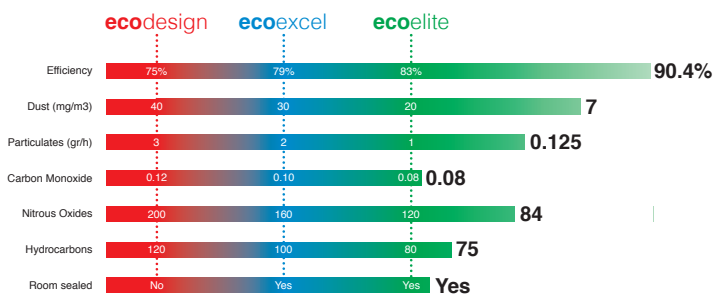 ecodesign ecoexcel ecoelite
Efficiency 75% 79% 83% 90.4%
Dust (mg/m3) 40 30 20 7
Particulates (gr/h) 3 2 1 0.125
Carbon Monoxide 0.12 0.10 0.08 0.08
Nitrous Oxides 200 160 120 84
Hydrocarbons 120 100 80 75
Room sealed No Yes Yes Yes